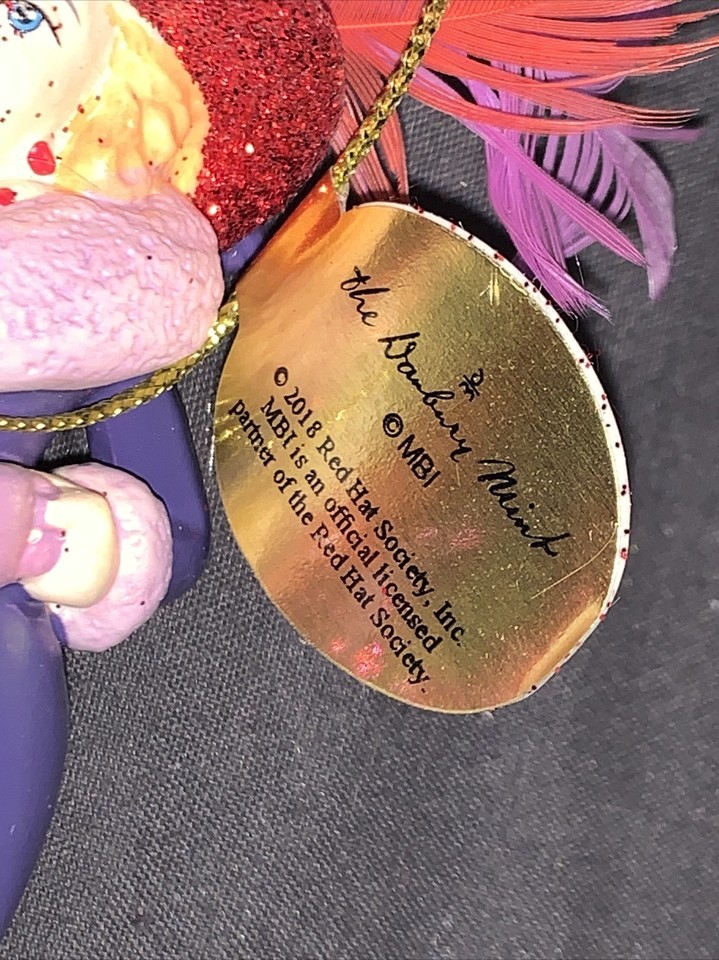 the Danbury Mint
© MBI
© 2018 Red Hat Society, Inc.
MBI is an official licensed
partner of the Red Hat Society.